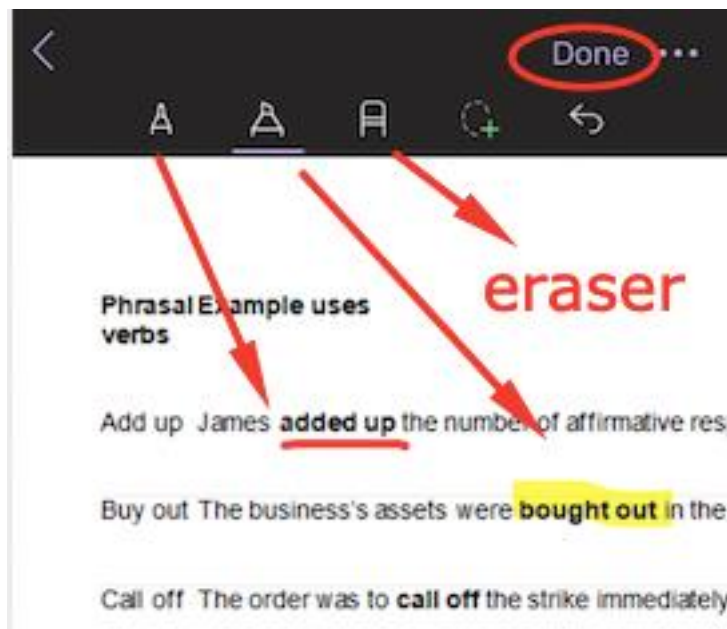 Done
eraser
Phrasal Example uses
verbs
Add up James added up the number of affirmative res
Buy out The business's assets were bought out in the
Call off The order was to call off the strike immediately